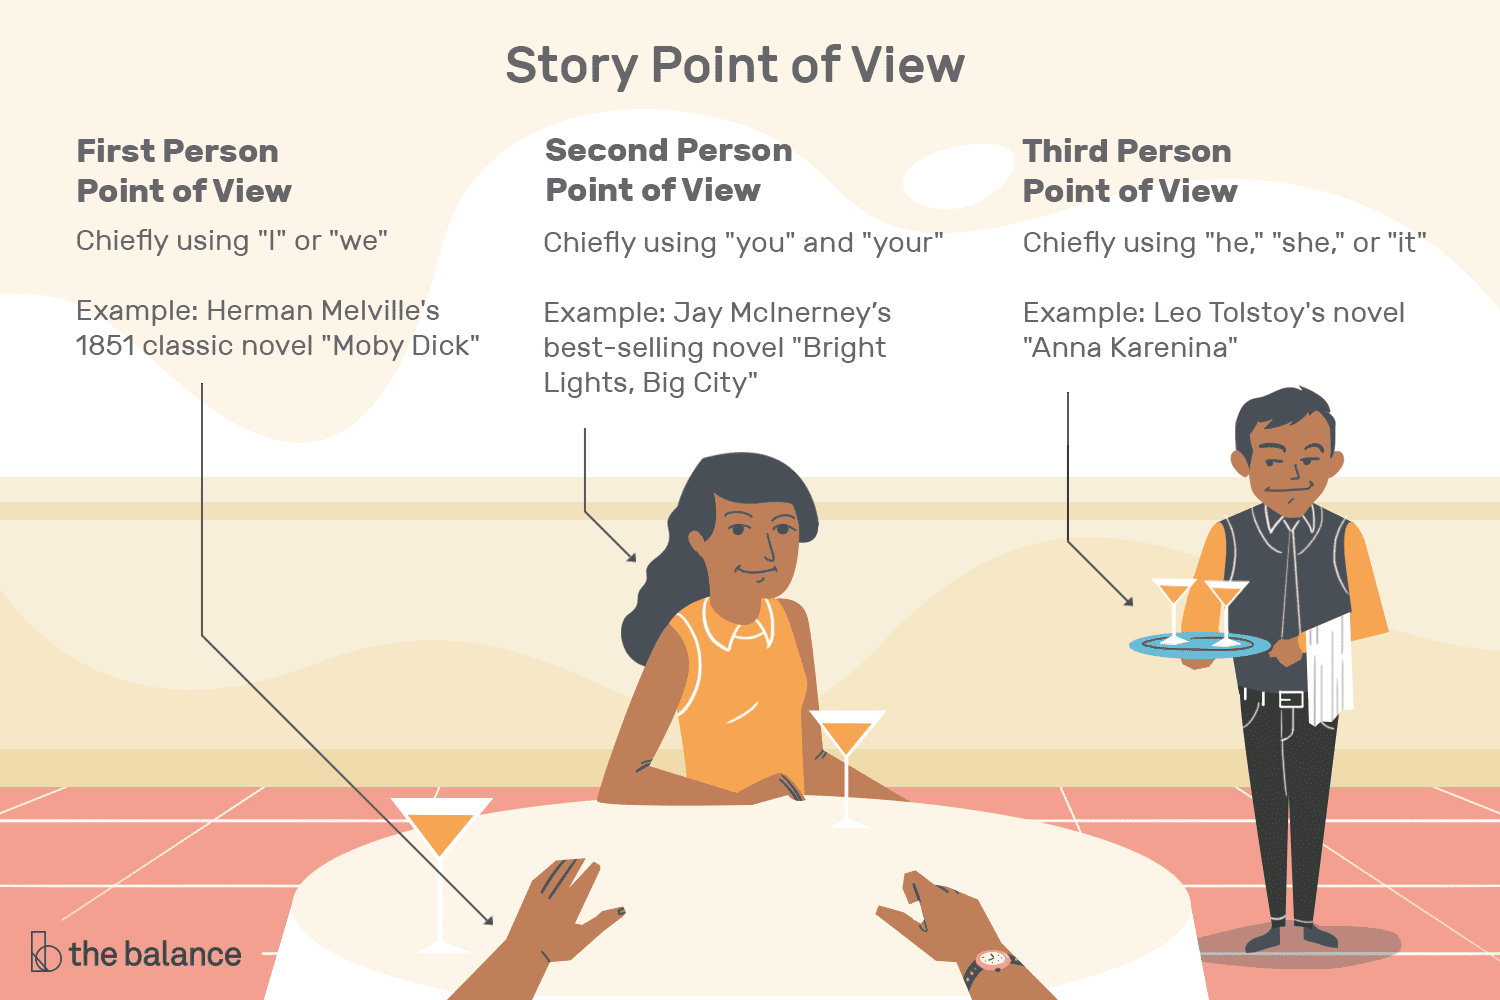 Story Point of View
First Person
Point of View
Chiefly using "I" or "we"
Example: Herman Melville's
1851 classic novel "Moby Dick"
Second Person
Point of View
Chiefly using "you" and "your"
Example: Jay McInerney’s
best-selling novel "Bright
Lights, Big City"
Third Person
Point of View
Chiefly using "he," "she," or "it"
Example: Leo Tolstoy's novel
"Anna Karenina"
the balance